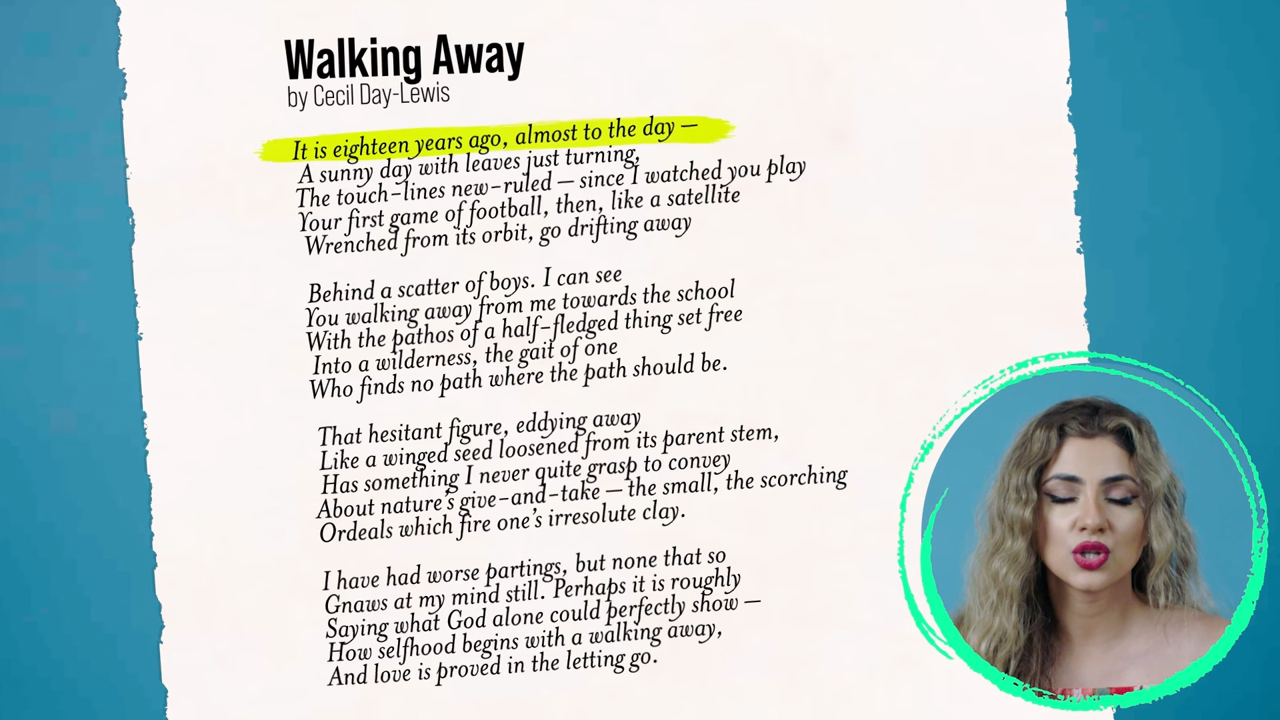 Walking Away
by Cecil Day-Lewis
It is eighteen years ago, almost to the day –
A sunny day with leaves just turning,
The touch-lines new-ruled – since I watched you play
Your first game of football, then, like a satellite
Wrenched from its orbit, go drifting away
Behind a scatter of boys. I can see
You walking away from me towards the school
With the pathos of a half-fledged thing set free
Into a wilderness, the gait of one
Who finds no path where the path should be.
That hesitant figure, eddying away
Like a winged seed loosened from its parent stem,
Has something I never quite grasp to convey
About nature's give-and-take – the small, the scorching
Ordeals which fire one's irresolute clay.
I have had worse partings, but none that so
Gnaws at my mind still. Perhaps it is roughly
Saying what God alone could perfectly show –
How selfhood begins with a walking away,
And love is proved in the letting go.